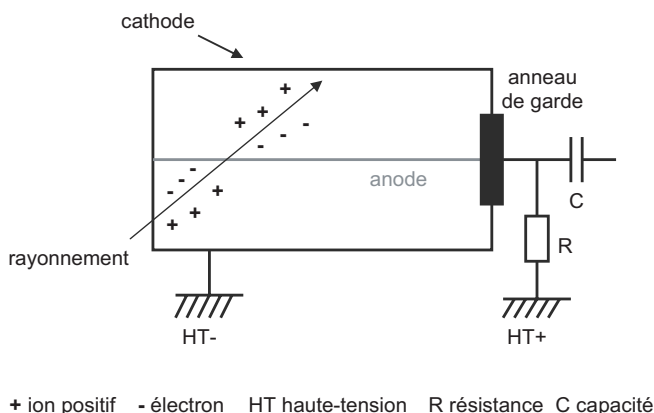 cathode
anneau
de garde
anode
C
R
rayonnement
HT-
HT+
+ ion positif - électron HT haute-tension R résistance C capacité